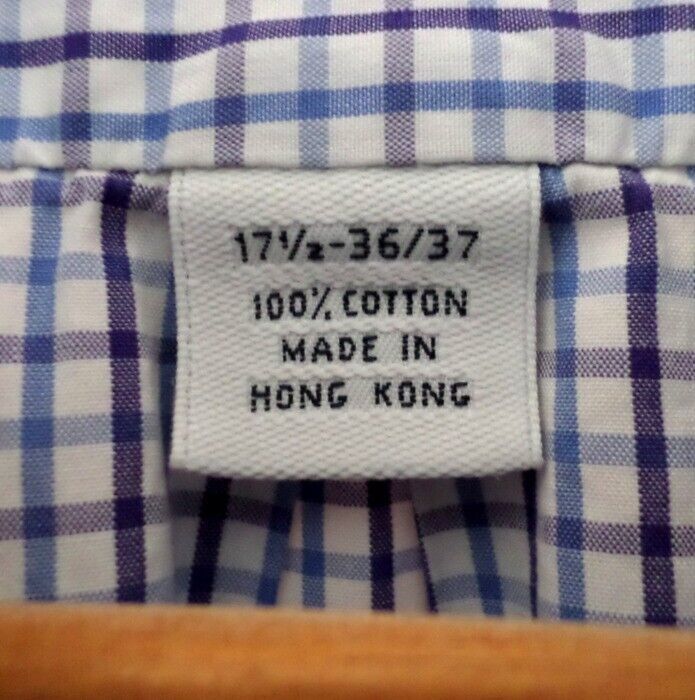 17½-36/37
100% COTTON
MADE IN
HONG KONG